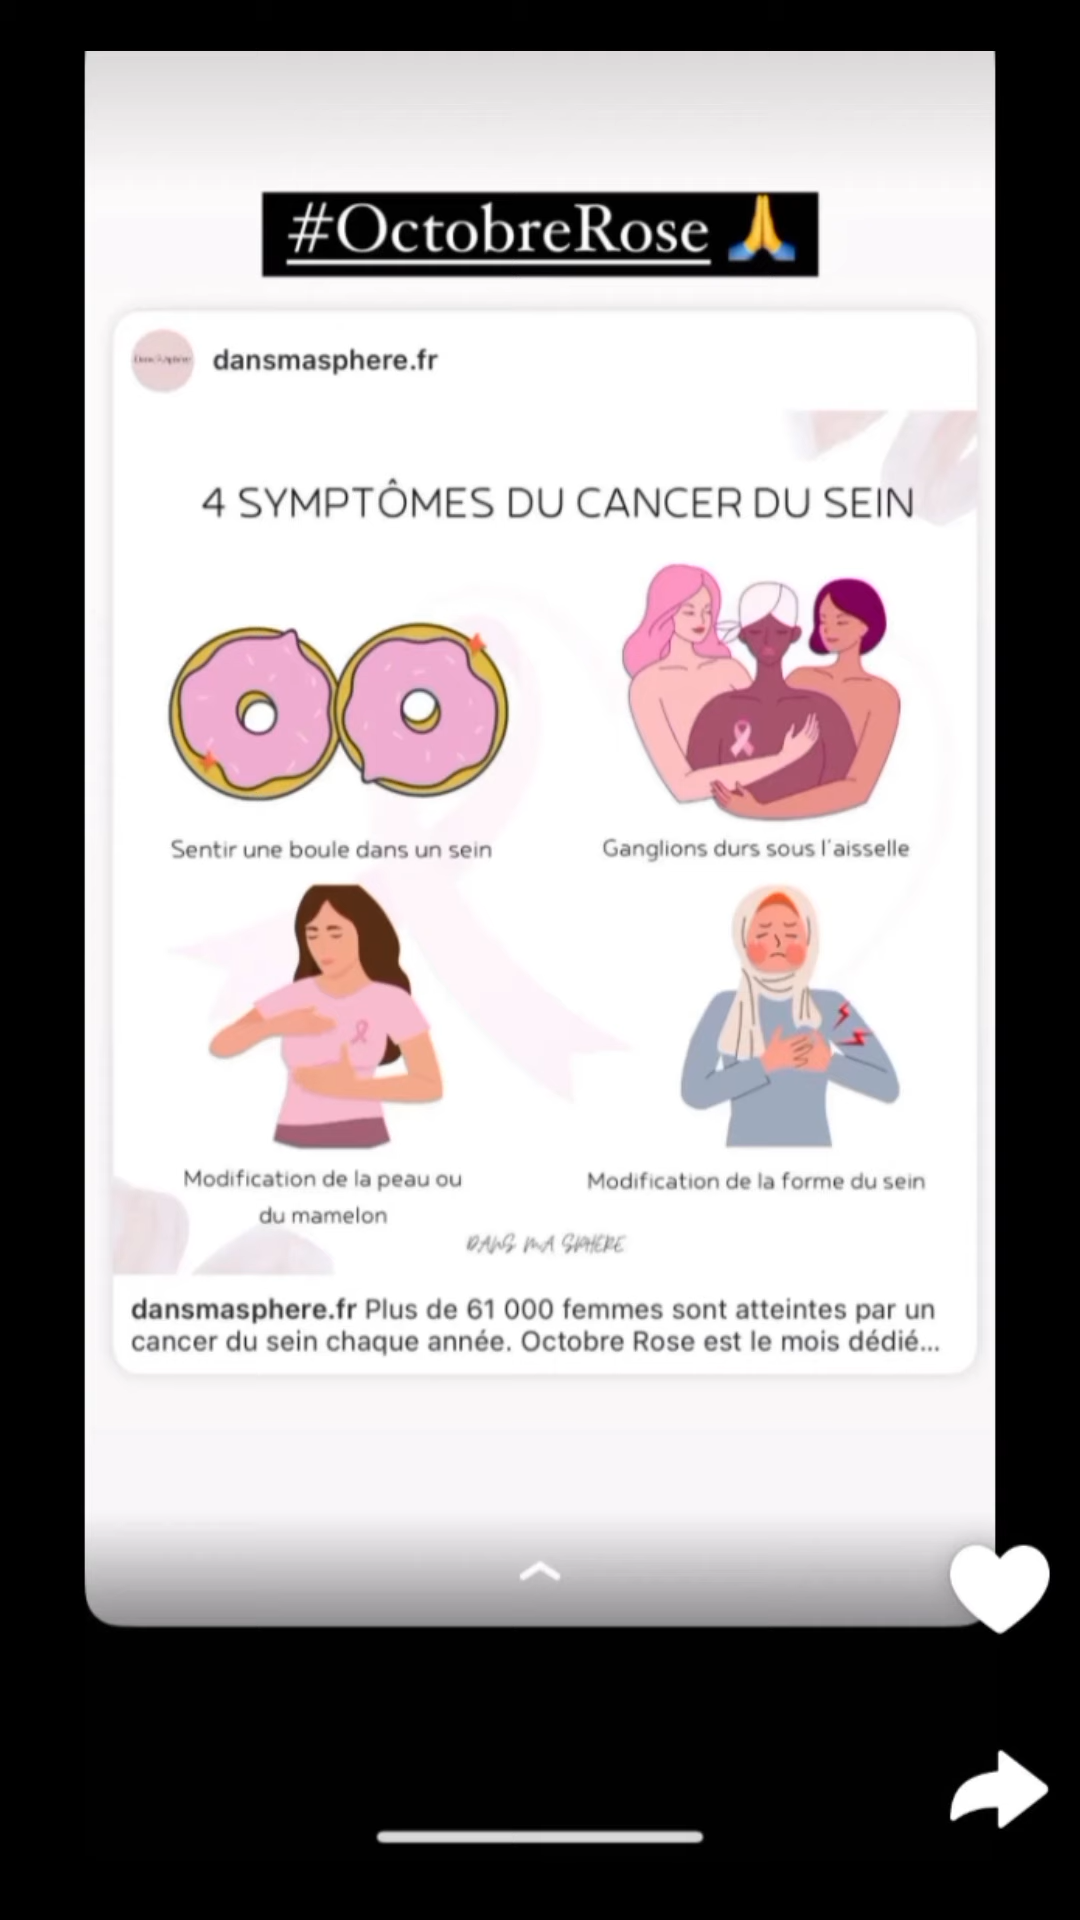 #OctobreRose 🙏
dansmasphere.fr
4 SYMPTÔMES DU CANCER DU SEIN
Sentir une boule dans un sein
Ganglions durs sous l'aisselle
Modification de la peau ou
du mamelon
Modification de la forme du sein
DANS MA SPHERE
dansmasphere.fr Plus de 61 000 femmes sont atteintes par un
cancer du sein chaque année. Octobre Rose est le mois dédié...